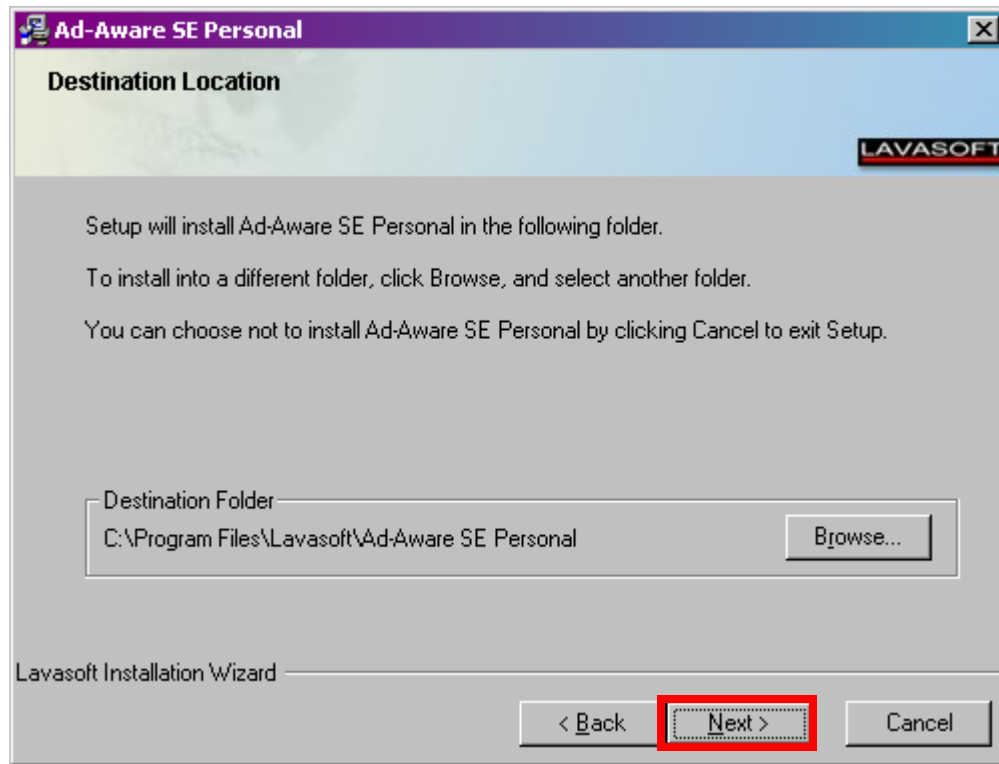 Ad-Aware SE Personal
Destination Location
LAVASOFT
Setup will install Ad-Aware SE Personal in the following folder.
To install into a different folder, click Browse, and select another folder.
You can choose not to install Ad-Aware SE Personal by clicking Cancel to exit Setup.
Destination Folder
C:\Program Files\Lavasoft\Ad-Aware SE Personal
Browse...
Lavasoft Installation Wizard
< Back Next > Cancel